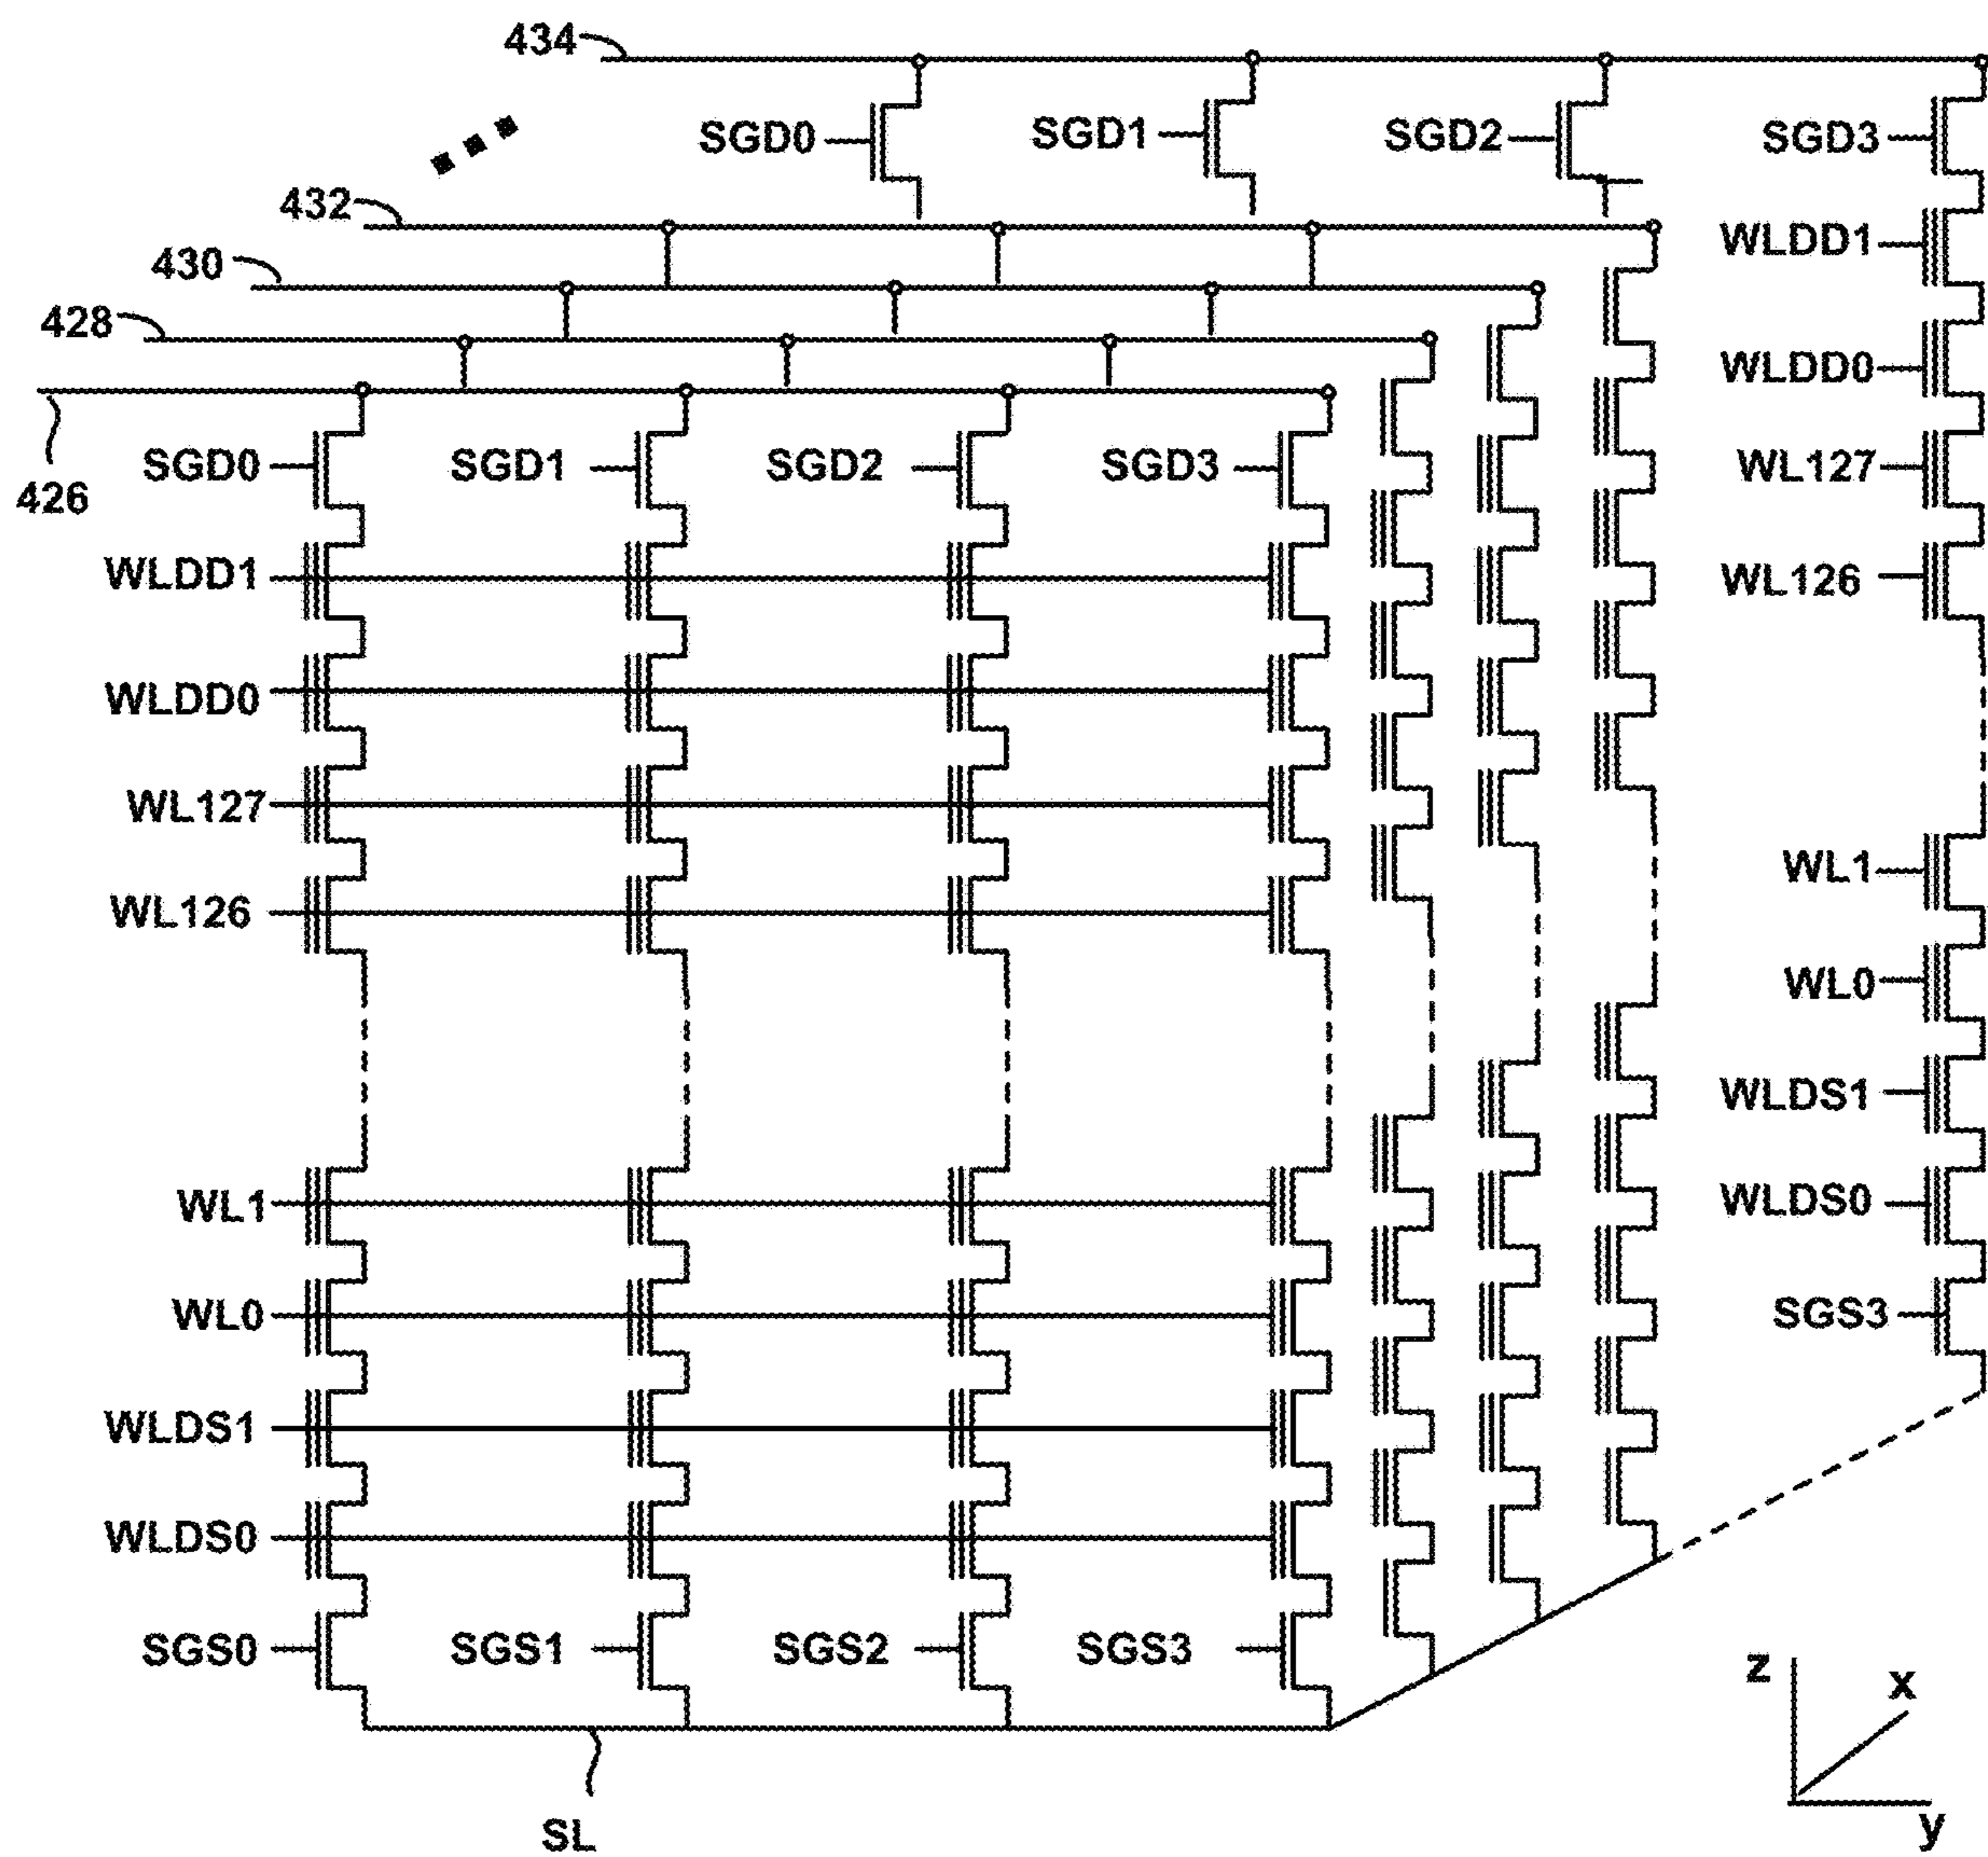 434
SGD0 SGD1 SGD2 SGD3
432
WLDD1
430
428
WLDD0
426
SGD0 SGD1 SGD2 SGD3
WL127
WLDD1
WL126
WLDD0
WL127
WL126
WL1
WL0
WLDS1
WL1
WLDS0
WL0
SGS3
WLDS1
WLDS0
SGS0 SGS1 SGS2 SGS3
z
x
y
SL